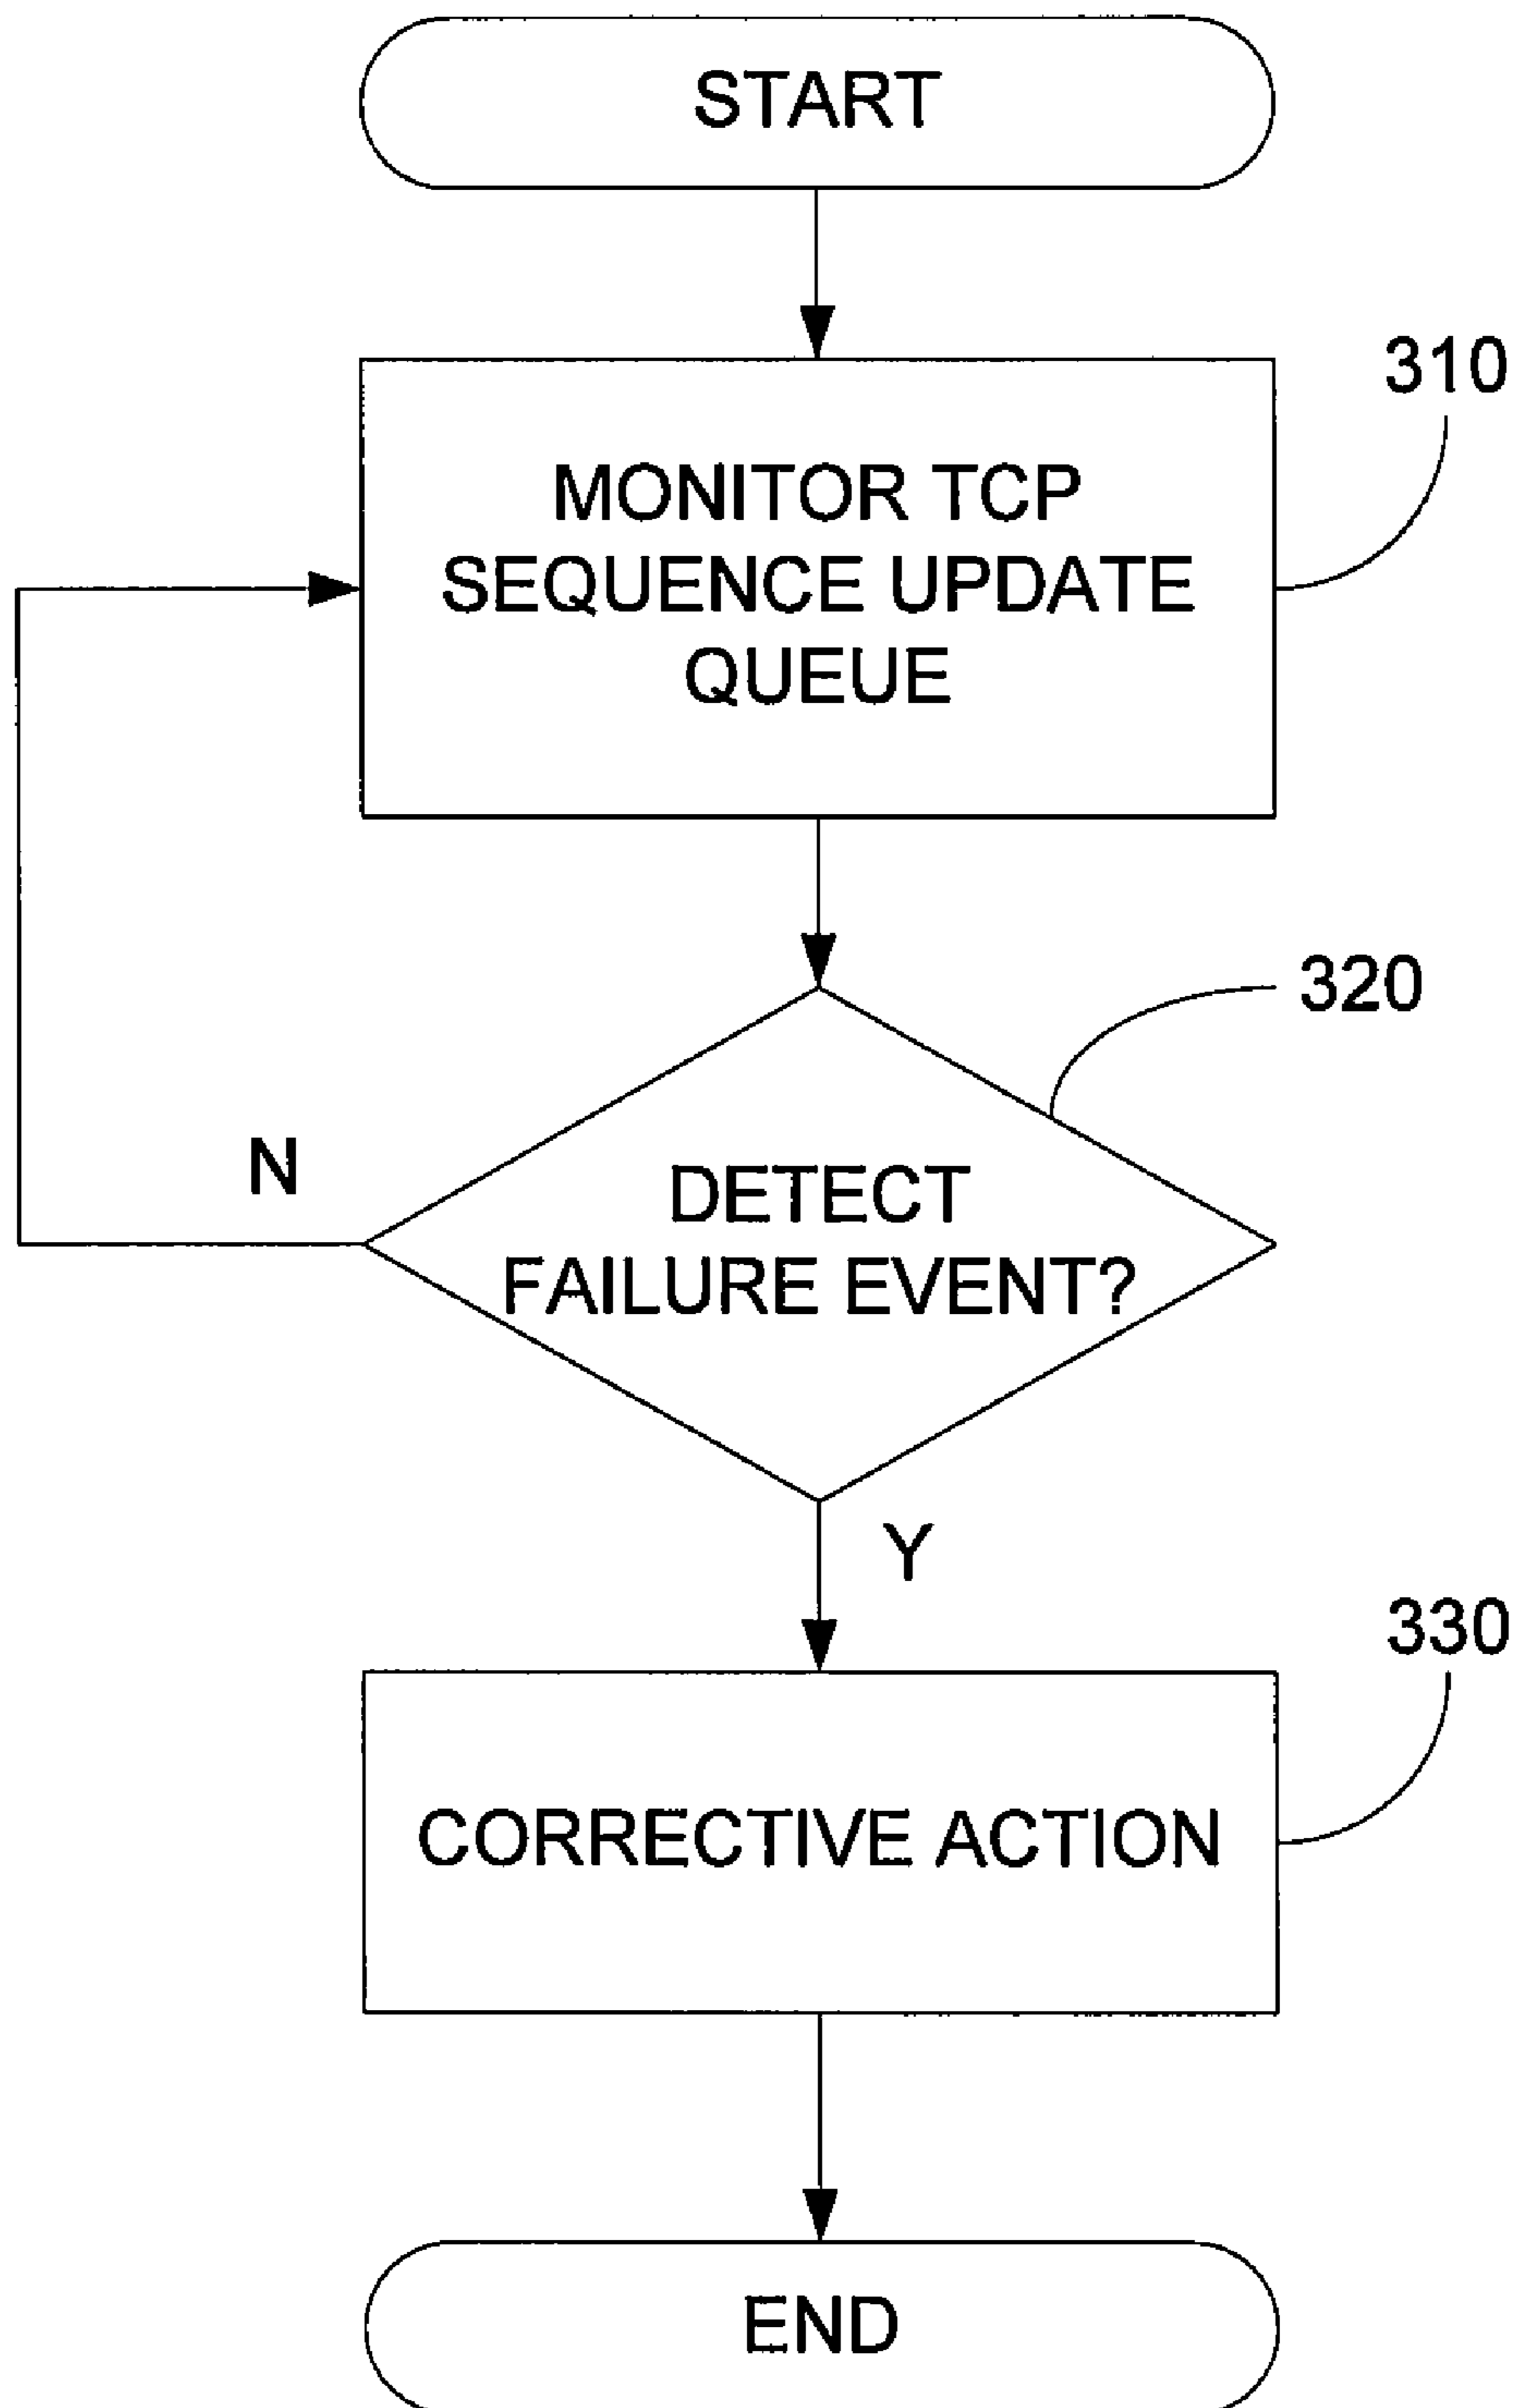 START
310
MONITOR TCP
SEQUENCE UPDATE
QUEUE
320
N
DETECT
FAILURE EVENT?
Y
330
CORRECTIVE ACTION
END